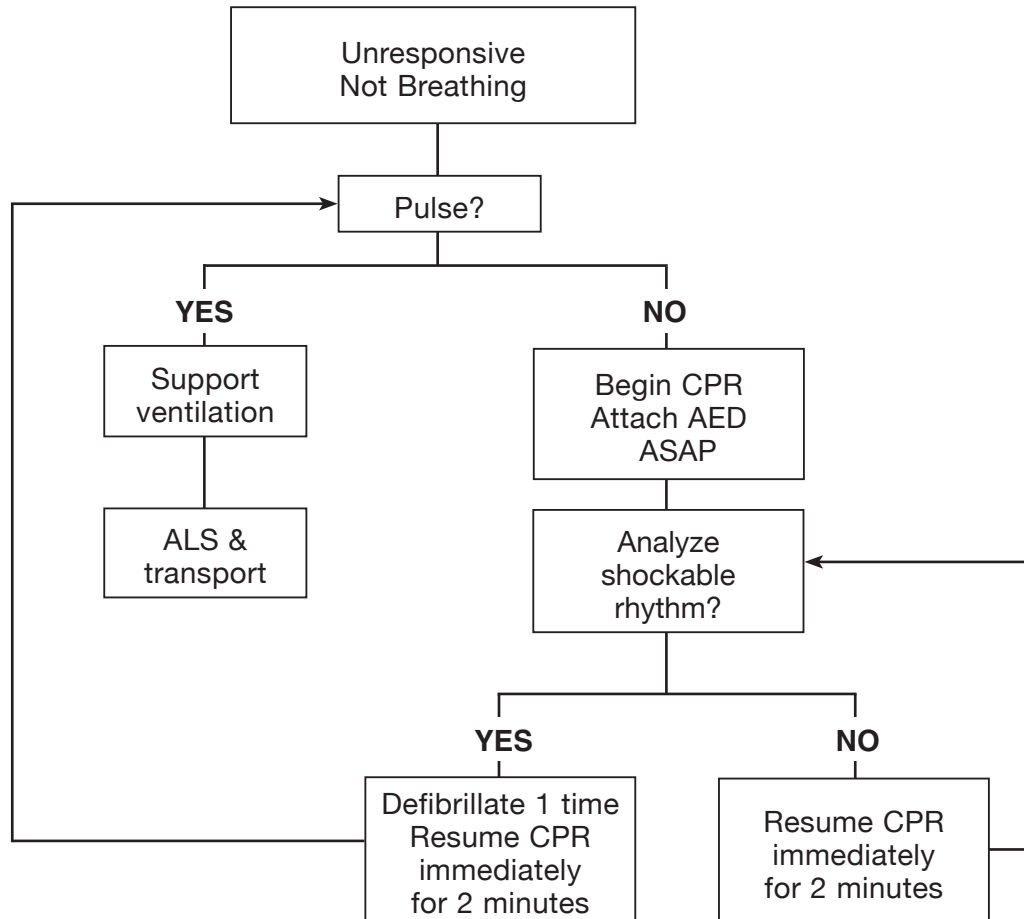 Unresponsive
Not Breathing
Pulse?
YES
NO
Support
ventilation
Begin CPR
Attach AED
ASAP
ALS &
transport
Analyze
shockable
rhythm?
YES
NO
Defibrillate 1 time
Resume CPR
immediately
for 2 minutes
Resume CPR
immediately
for 2 minutes